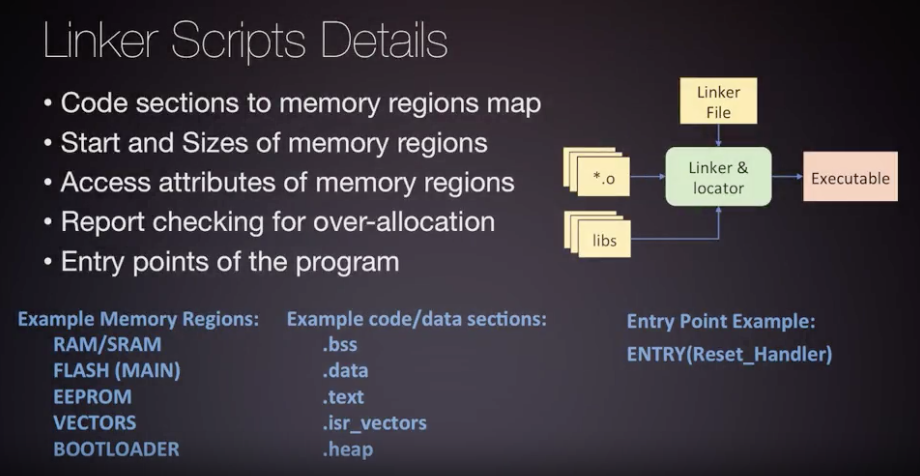 Linker Scripts Details
• Code sections to memory regions map
• Start and Sizes of memory regions
• Access attributes of memory regions
• Report checking for over-allocation
• Entry points of the program
Linker
File
*.o
Linker &
locator
Executable
libs
Example Memory Regions:
RAM/SRAM
FLASH (MAIN)
EEPROM
VECTORS
BOOTLOADER
Example code/data sections:
.bss
.data
.text
.isr_vectors
.heap
Entry Point Example:
ENTRY(Reset_Handler)